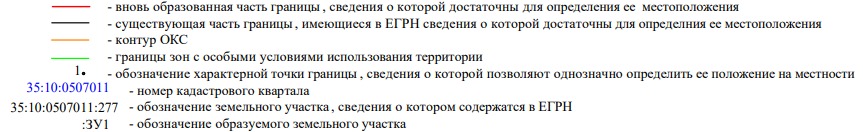 - вновь образованная часть границы, сведения о которой достаточны для определения ее местоположения
- существующая часть границы, имеющиеся в ЕГРН сведения о которой достаточны для определния ее местоположения
- контур ОКС
- границы зон с особыми условиями использования территории
1. - обозначение характерной точки границы, сведения о которой позволяют однозначно определить ее положение на местности
35:10:0507011 - номер кадастрового квартала
35:10:0507011:277 - обозначение земельного участка, сведения о котором содержатся в ЕГРН
:ЗУ1 - обозначение образуемого земельного участка